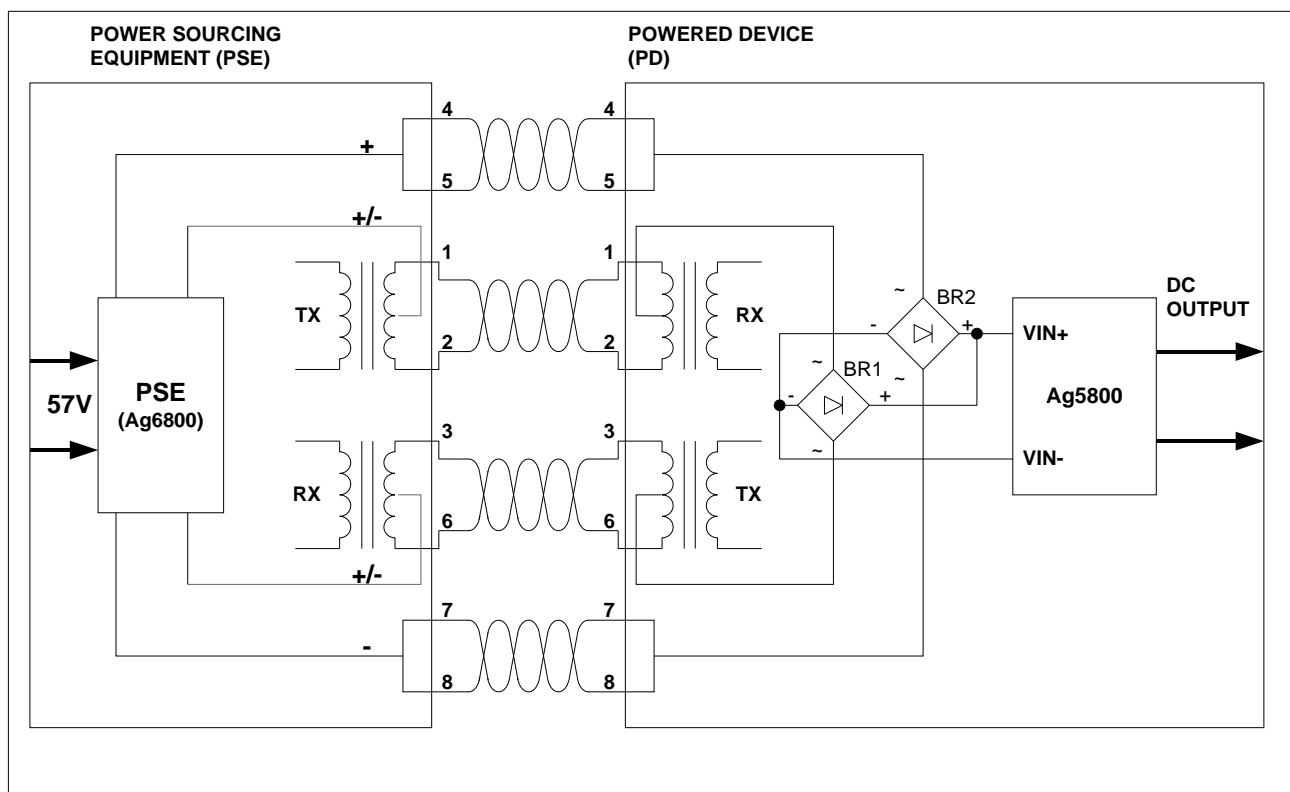 POWER SOURCING
EQUIPMENT (PSE)
POWERED DEVICE
(PD)
4
4
+
5
5
+/-
1
1
TX
RX
2
2
~
BR2
-
+
DC
OUTPUT
VIN+
57V
PSE
(Ag6800)
~
BR1
~
-
+
Ag5800
3
3
~
VIN-
RX
TX
6
6
+/-
7
7
-
8
8